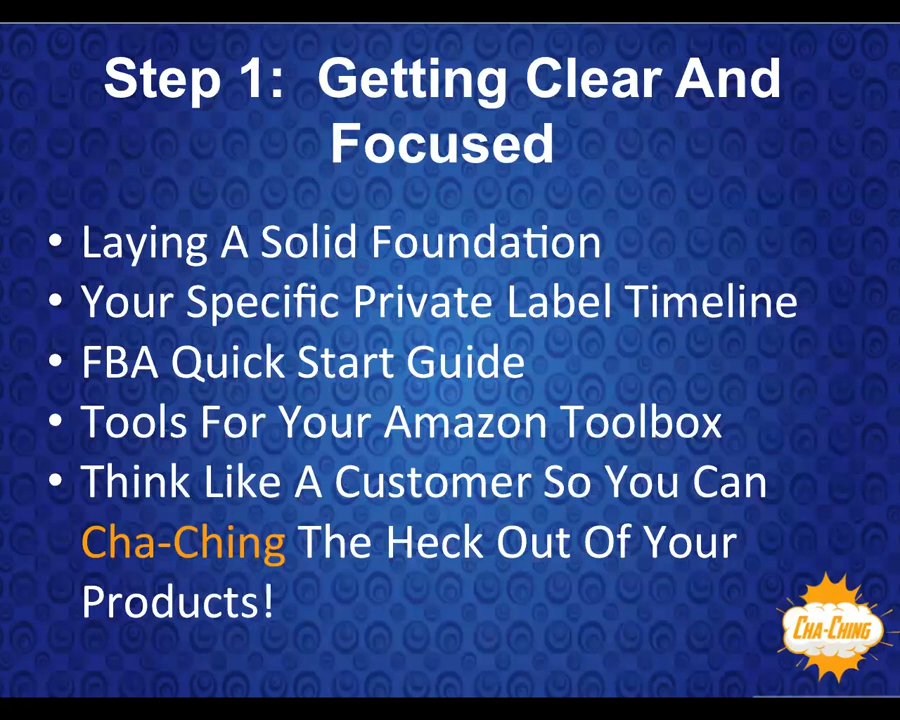 Step 1:  Getting Clear And
Focused
• Laying A Solid Foundation
• Your Specific Private Label Timeline
• FBA Quick Start Guide
• Tools For Your Amazon Toolbox
• Think Like A Customer So You Can
Cha-Ching The Heck Out Of Your
Products!
CHA-CHING